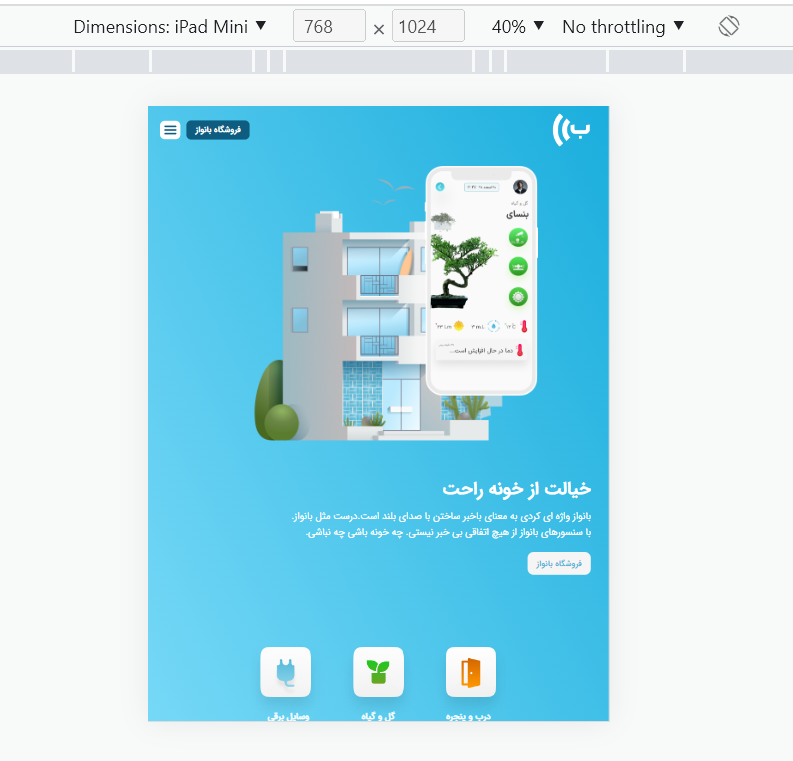 Dimensions: iPad Mini 768 × 1024 40% No throttling
ب
فروشگاه بانواز
گل و گیاه
بنسای
دما در حال افزایش است...
خیالت از خونه راحت
بانواز واژه ای کردی به معنای باخبر ساختن با صدای بلند است.درست مثل بانواز.
با سنسورهای بانواز از هیچ اتفاقی بی خبر نیستی. چه خونه باشی چه نباشی.
فروشگاه بانواز
درب و پنجره گل و گیاه وسایل برقی